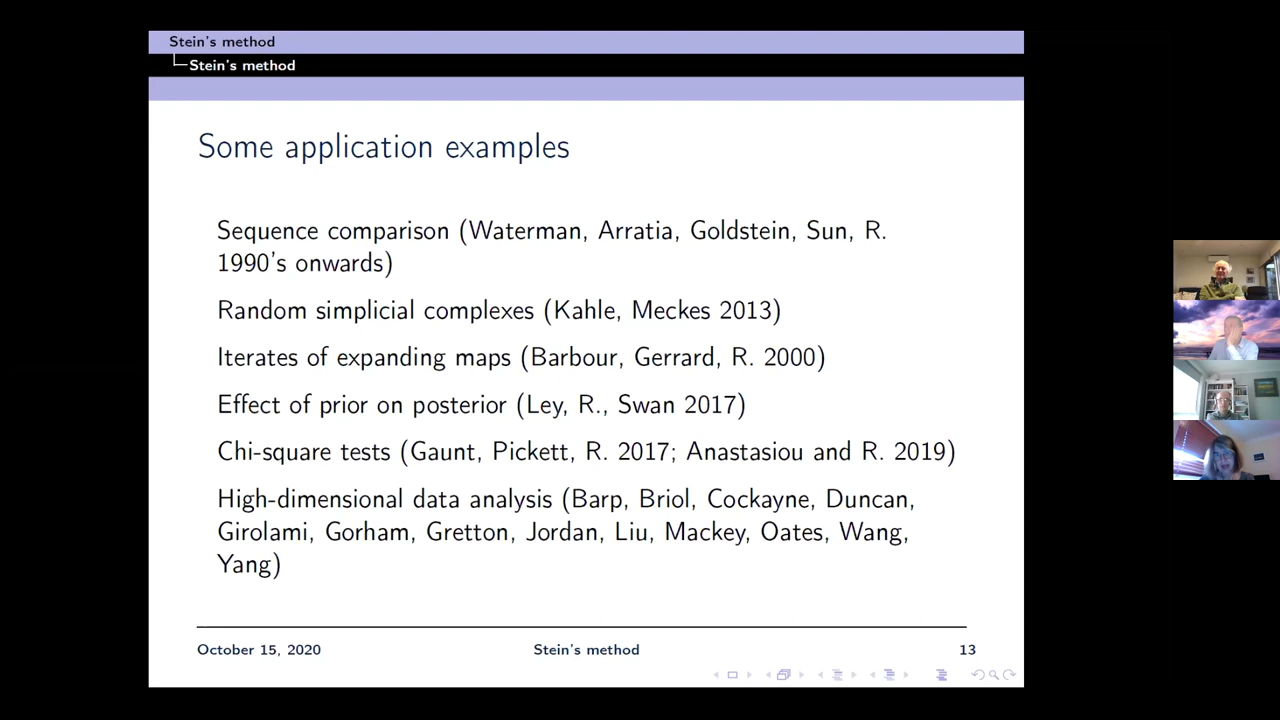 Stein's method
Stein's method
Some application examples
Sequence comparison (Waterman, Arratia, Goldstein, Sun, R.
1990's onwards)
Random simplicial complexes (Kahle, Meckes 2013)
Iterates of expanding maps (Barbour, Gerrard, R. 2000)
Effect of prior on posterior (Ley, R., Swan 2017)
Chi-square tests (Gaunt, Pickett, R. 2017; Anastasiou and R. 2019)
High-dimensional data analysis (Barp, Briol, Cockayne, Duncan,
Girolami, Gorham, Gretton, Jordan, Liu, Mackey, Oates, Wang,
Yang)
October 15, 2020 Stein's method 13